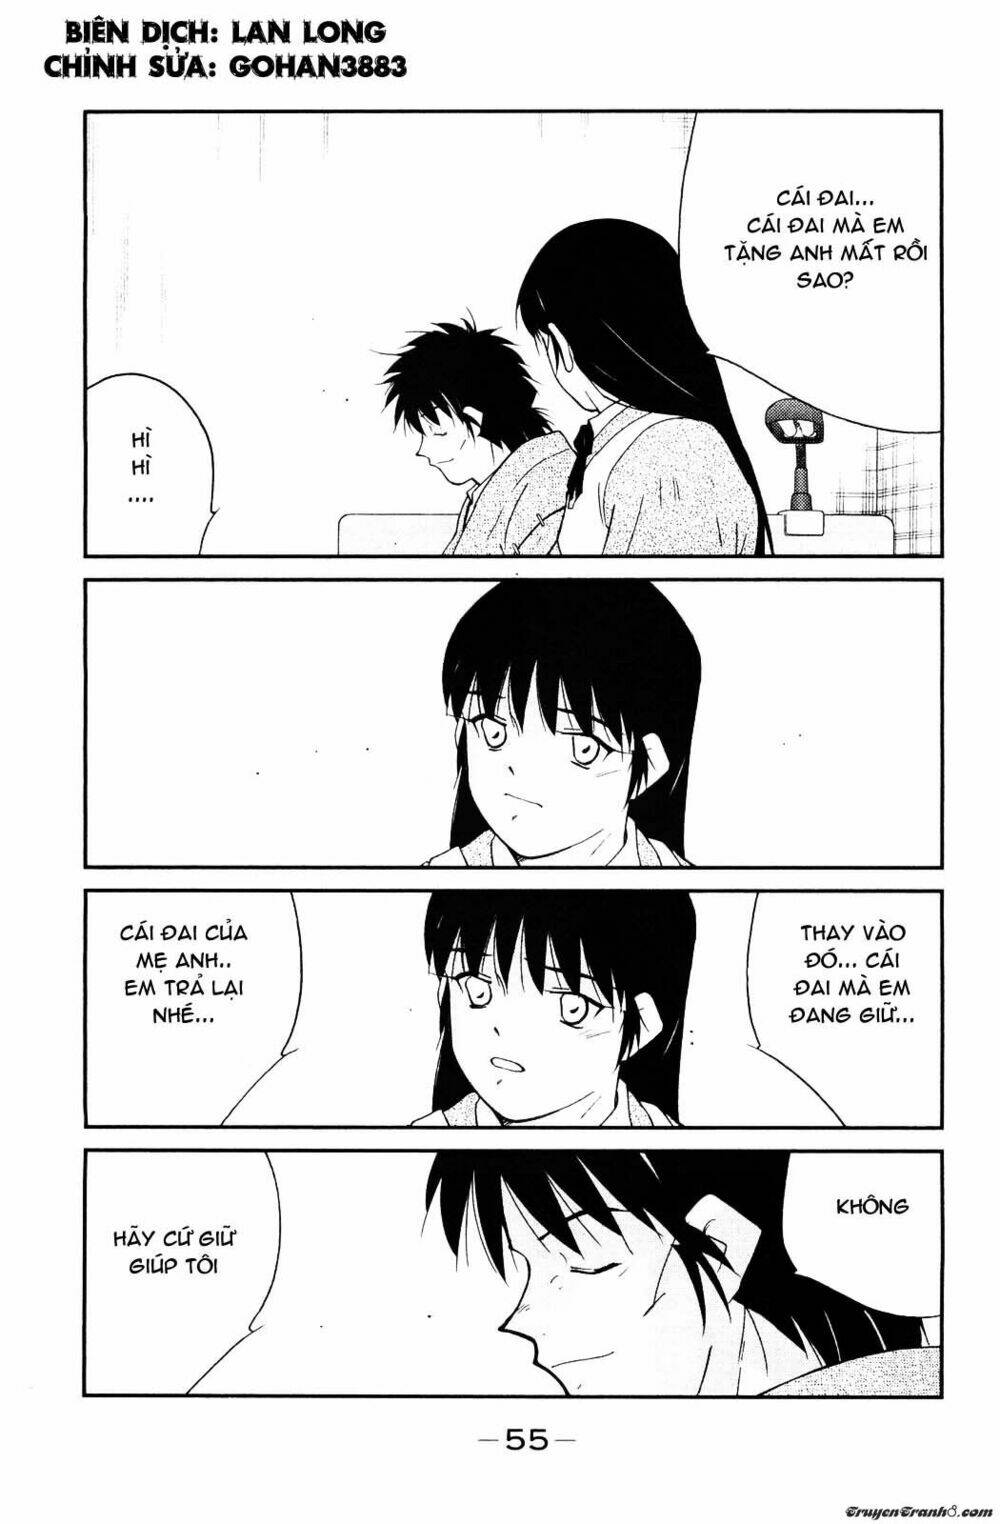 BIÊN DỊCH: LAN LONG
CHỈNH SỬA: GOHAN3883
CÁI ĐAI...
CÁI ĐAI MÀ EM
TẶNG ANH MẤT RỒI
SAO?
HÌ
HÌ
....
THAY VÀO
ĐÓ... CÁI
ĐAI MÀ EM
ĐANG GIỮ...
CÁI ĐAI CỦA
MẸ ANH..
EM TRẢ LẠI
NHÉ...
KHÔNG
HÃY CỨ GIỮ
GIÚP TÔI
—55—
TruyenTranh8.com